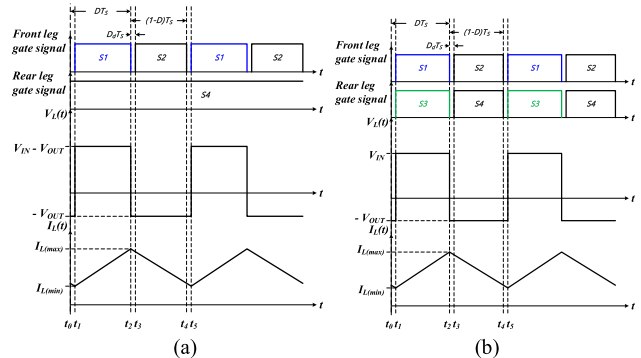 DTS
(1-D)TS
DdTS
Front leg
gate signal
S1 S2 S1 S2
t
Rear leg
gate signal
S4
t
VL(t)
VIN - VOUT
t
- VOUT
IL(t)
IL(max)
IL(min)
t
t0 t1 t2 t3 t4 t5
(a)
DTS
(1-D)TS
DdTS
Front leg
gate signal
S1 S2 S1 S2
t
Rear leg
gate signal
S3 S4 S3 S4
t
VL(t)
VIN
t
- VOUT
IL(t)
IL(max)
IL(min)
t
t0 t1 t2 t3 t4 t5
(b)